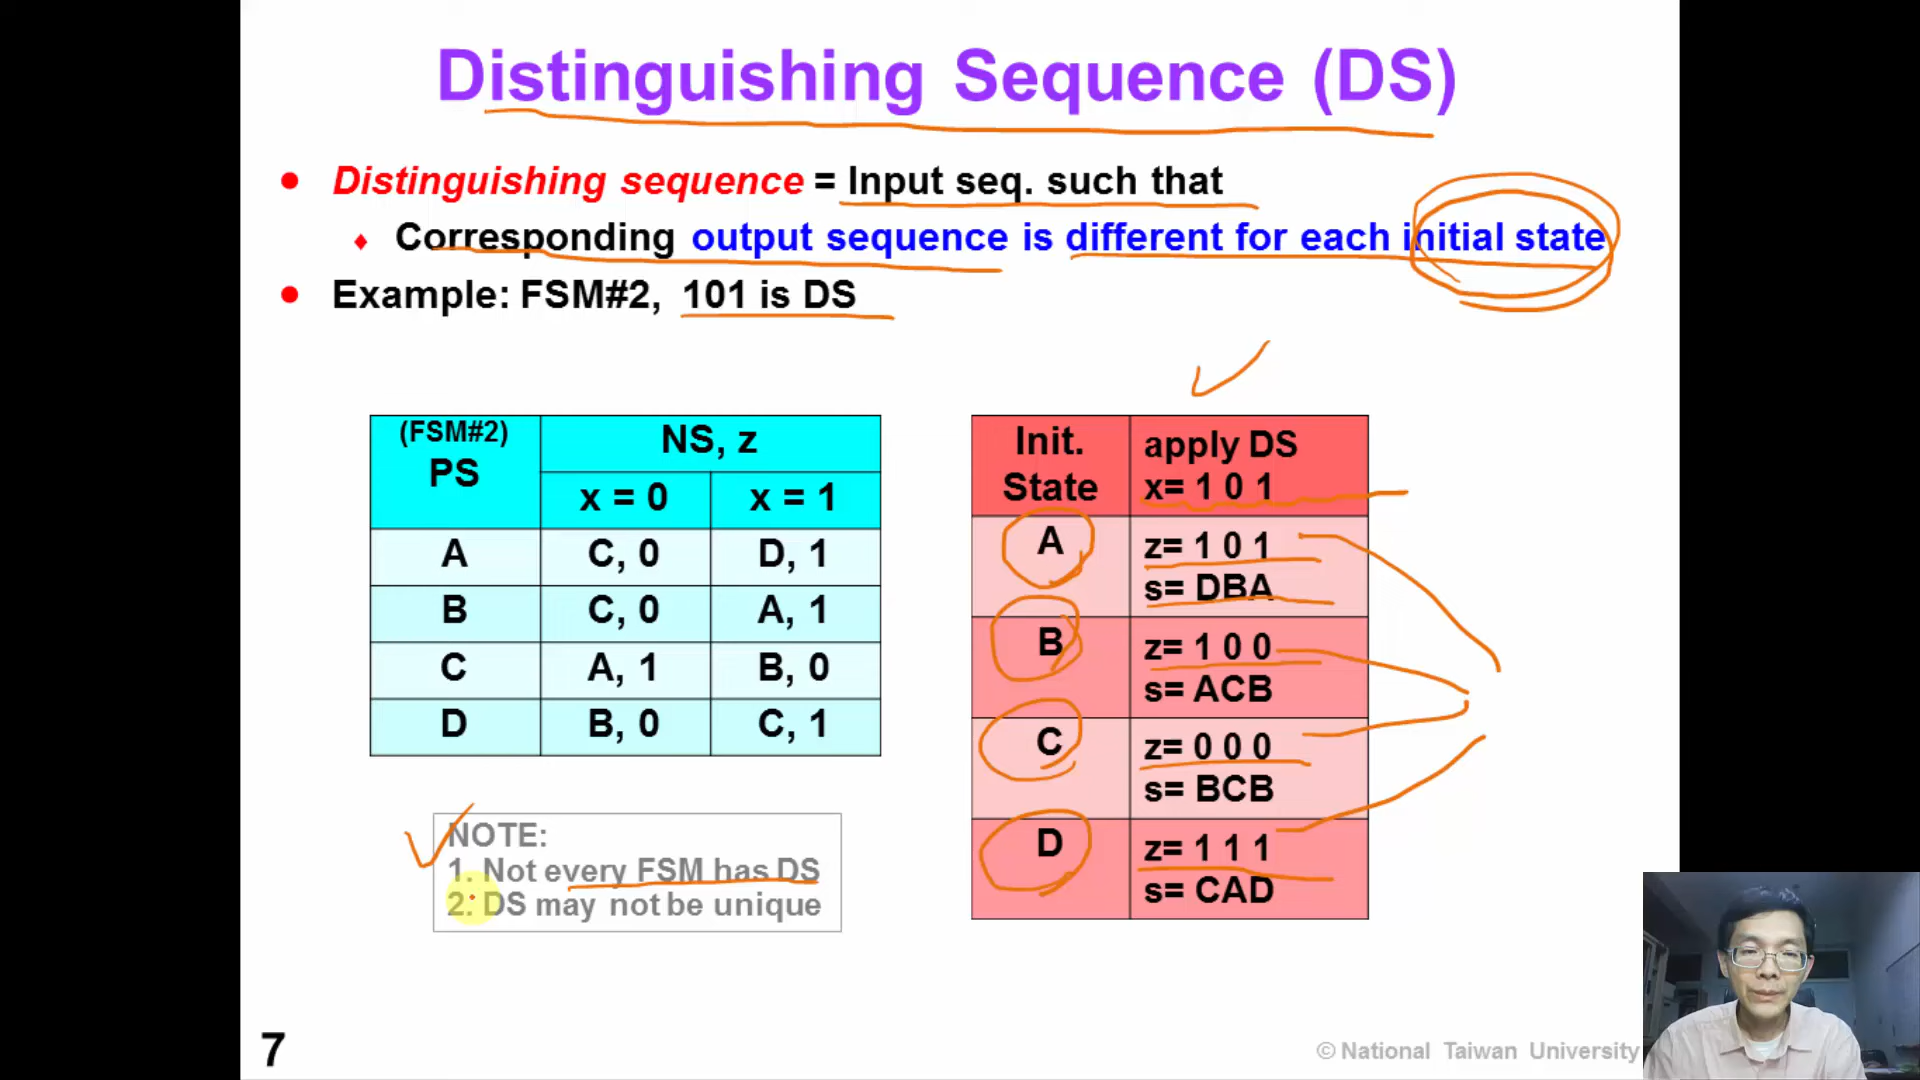 Distinguishing Sequence (DS)
Distinguishing sequence = Input seq. such that
Corresponding output sequence is different for each initial state
Example: FSM#2, 101 is DS
(FSM#2)
PS
NS, z
x = 0
x = 1
A
C, 0
D, 1
B
C, 0
A, 1
C
A, 1
B, 0
D
B, 0
C, 1
Init.
State
apply DS
x= 1 0 1
A
z= 1 0 1
s= DBA
B
z= 1 0 0
s= ACB
C
z= 0 0 0
s= BCB
D
z= 1 1 1
s= CAD
NOTE:
1. Not every FSM has DS
2. DS may not be unique
7
© National Taiwan University